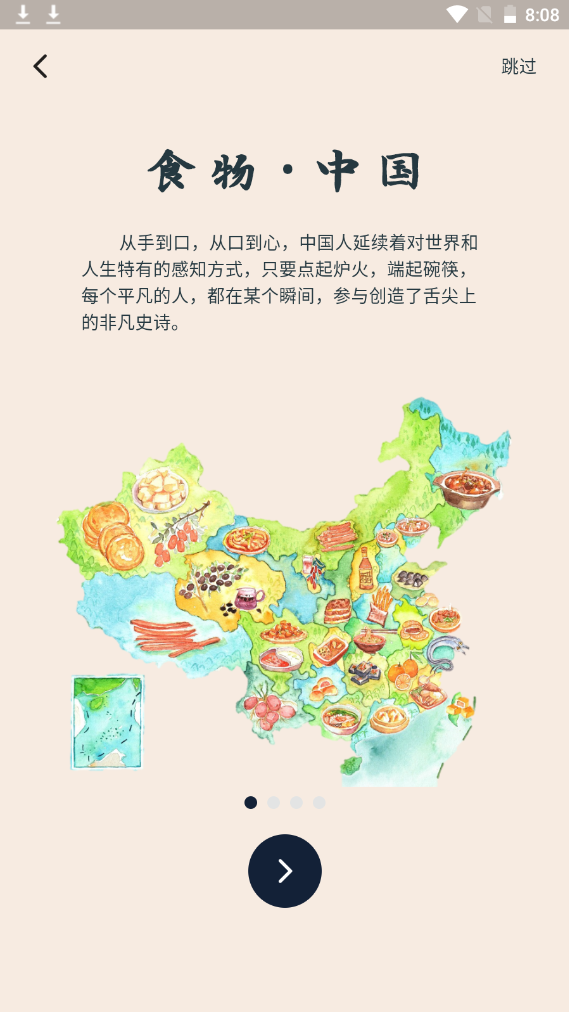 8:08
跳过
食物·中国
从手到口，从口到心，中国人延续着对世界和
人生特有的感知方式，只要点起炉火，端起碗筷，
每个平凡的人，都在某个瞬间，参与创造了舌尖上
的非凡史诗。